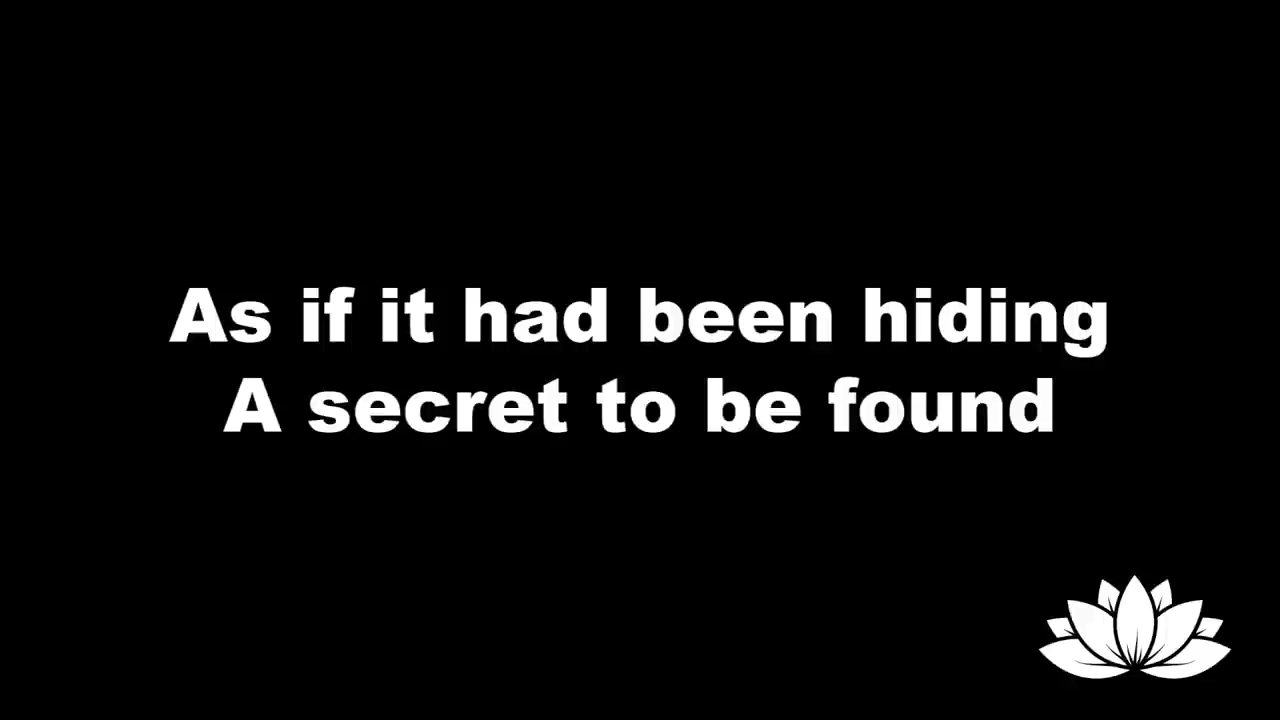 As if it had been hiding
A secret to be found